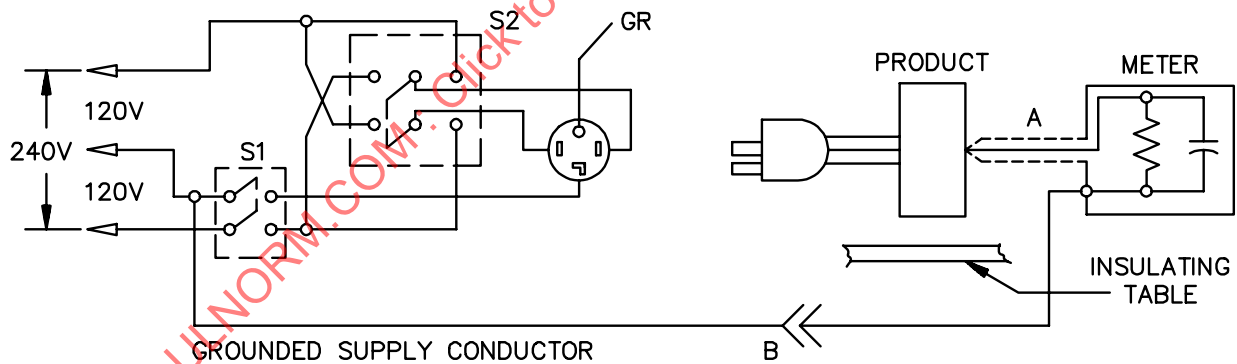 S2
GR
PRODUCT
METER
120V
A
240V
S1
120V
INSULATING
TABLE
GROUNDED SUPPLY CONDUCTOR
B
ULNORM.COM : Click to